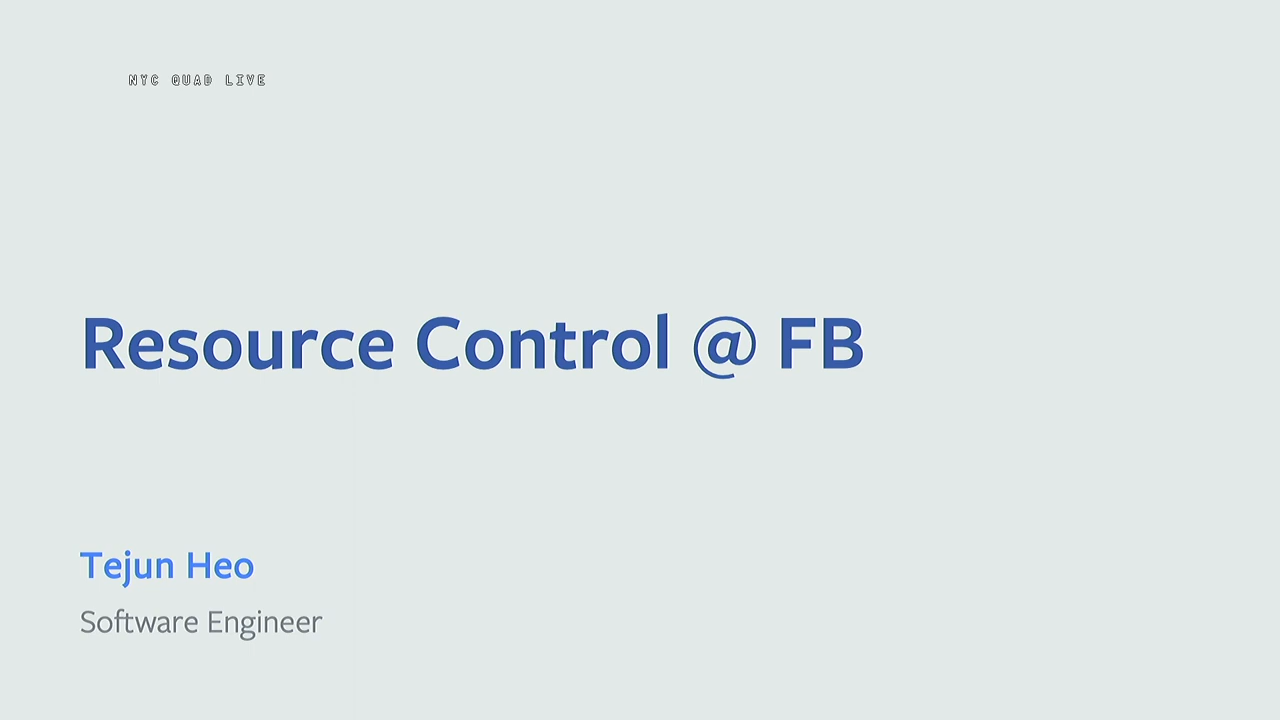 NYC QUAD LIVE
Resource Control @ FB
Tejun Heo
Software Engineer